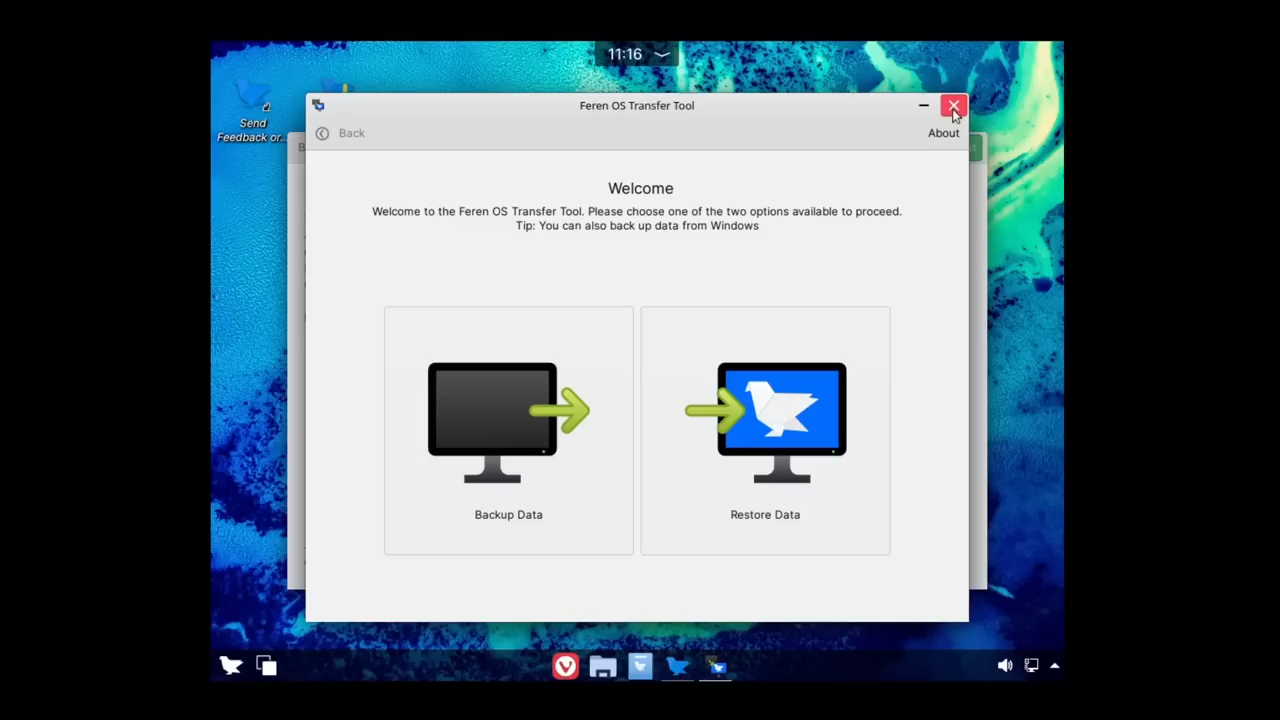 11:16
Send
Feedback or...
Feren OS Transfer Tool
Back
About
Welcome
Welcome to the Feren OS Transfer Tool. Please choose one of the two options available to proceed.
Tip: You can also back up data from Windows
Backup Data
Restore Data